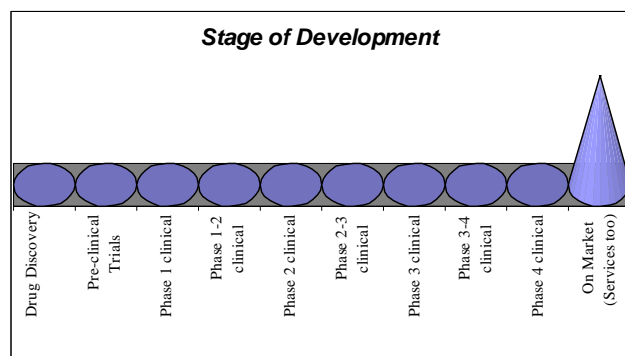 Stage of Development
Drug Discovery
Pre-clinical
Trials
Phase 1 clinical
Phase 1-2
clinical
Phase 2 clinical
Phase 2-3
clinical
Phase 3 clinical
Phase 3-4
clinical
Phase 4 clinical
On Market
(Services too)